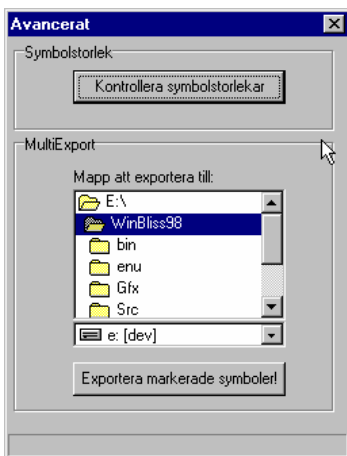 Avancerat
Symbolstorlek
Kontrollera symbolstorlekar
MultiExport
Mapp att exportera till:
E:\
WinBliss98
bin
enu
Gfx
Src
e: [dev]
Exportera markerade symboler!